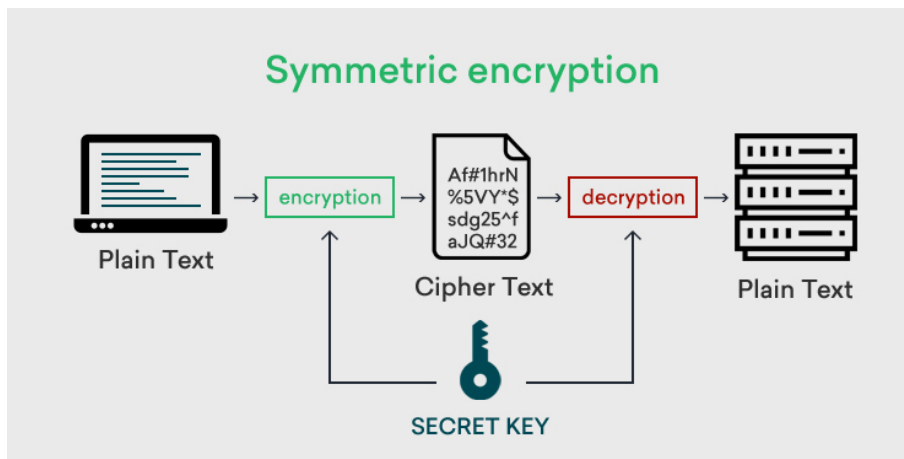 Symmetric encryption
encryption
Af#1hrN
%5VY*$
sdg25^f
aJQ#32
decryption
Plain Text
Cipher Text
Plain Text
SECRET KEY